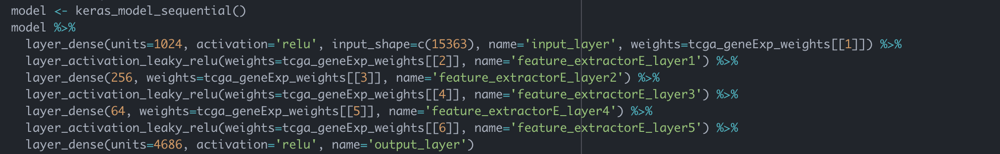 model <- keras_model_sequential()
model %>%
  layer_dense(units=1024, activation='relu', input_shape=c(15363), name='input_layer', weights=tcga_geneExp_weights[[1]]) %>%
  layer_activation_leaky_relu(weights=tcga_geneExp_weights[[2]], name='feature_extractorE_layer1') %>%
  layer_dense(256, weights=tcga_geneExp_weights[[3]], name='feature_extractorE_layer2') %>%
  layer_activation_leaky_relu(weights=tcga_geneExp_weights[[4]], name='feature_extractorE_layer3') %>%
  layer_dense(64, weights=tcga_geneExp_weights[[5]], name='feature_extractorE_layer4') %>%
  layer_activation_leaky_relu(weights=tcga_geneExp_weights[[6]], name='feature_extractorE_layer5') %>%
  layer_dense(units=4686, activation='relu', name='output_layer')